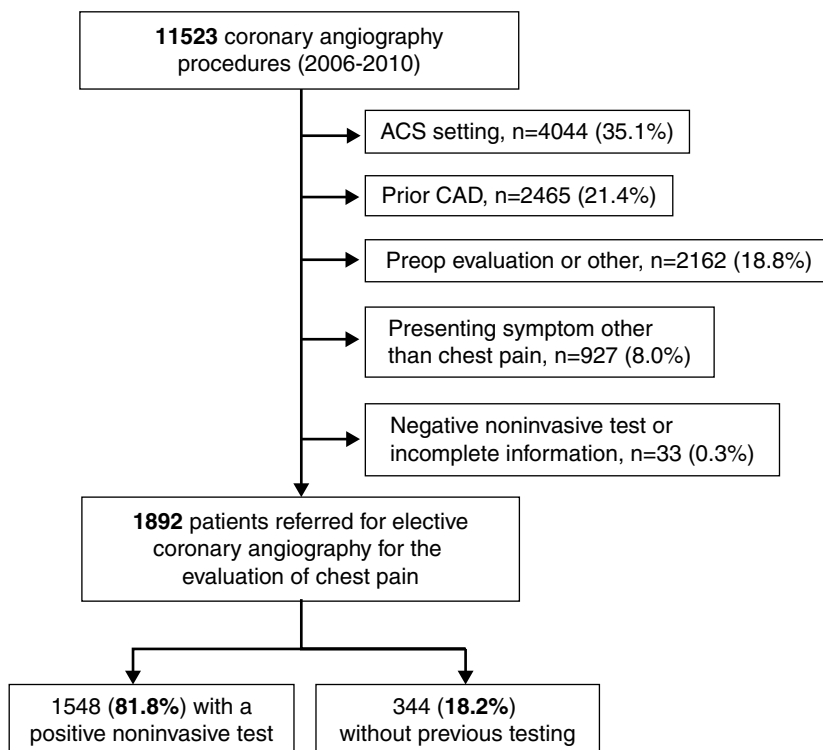 11523 coronary angiography
procedures (2006-2010)
ACS setting, n=4044 (35.1%)
Prior CAD, n=2465 (21.4%)
Preop evaluation or other, n=2162 (18.8%)
Presenting symptom other
than chest pain, n=927 (8.0%)
Negative noninvasive test or
incomplete information, n=33 (0.3%)
1892 patients referred for elective
coronary angiography for the
evaluation of chest pain
1548 (81.8%) with a
positive noninvasive test
344 (18.2%)
without previous testing